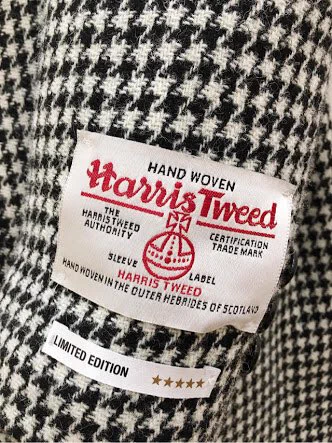 HAND WOVEN
Harris Tweed
THE
HARRIS TWEED
AUTHORITY
CERTIFICATION
TRADE MARK
SLEEVE LABEL
HARRIS TWEED
HAND WOVEN IN THE OUTER HEBRIDES OF SCOTLAND
LIMITED EDITION ★★★★★